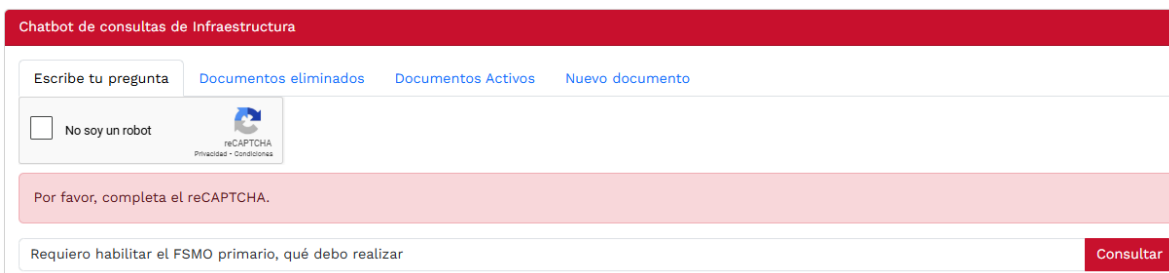 Chatbot de consultas de Infraestructura
Escribe tu pregunta Documentos eliminados Documentos Activos Nuevo documento
No soy un robot
reCAPTCHA
Privacidad - Condiciones
Por favor, completa el reCAPTCHA.
Requiero habilitar el FSMO primario, qué debo realizar Consultar